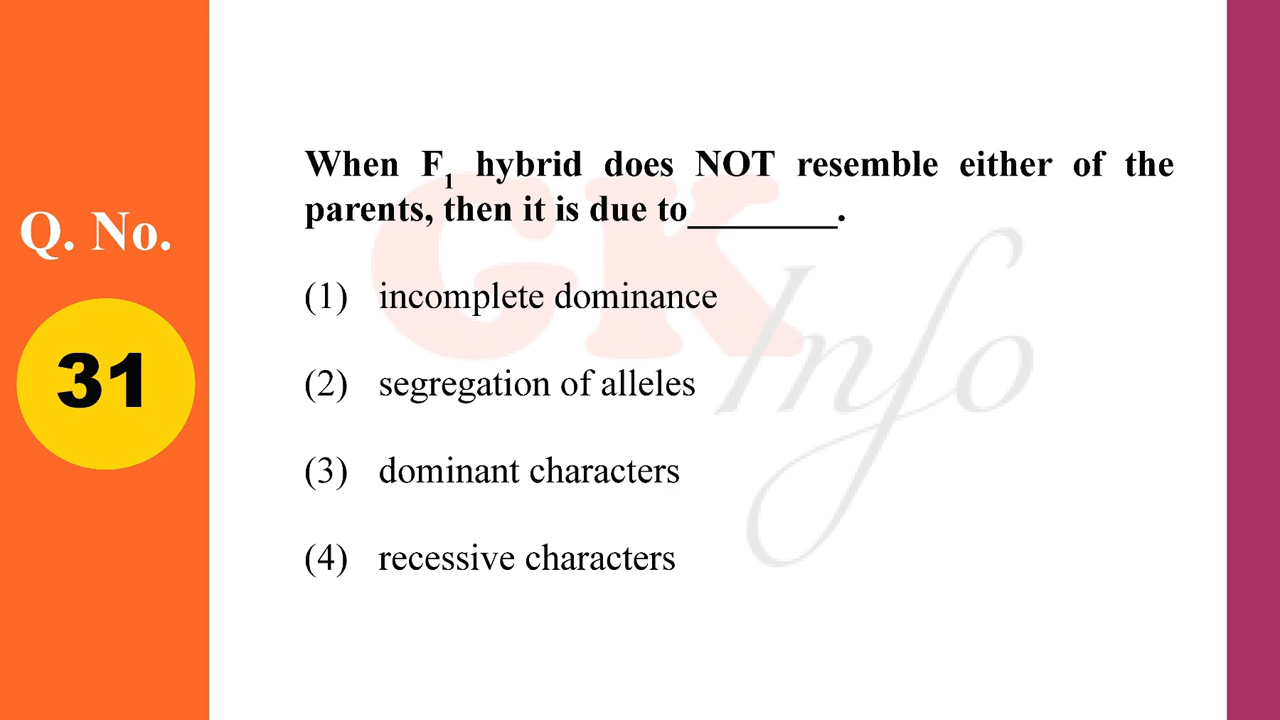 Q. No.
31
When F1 hybrid does NOT resemble either of the
parents, then it is due to________.
(1) incomplete dominance
(2) segregation of alleles
(3) dominant characters
(4) recessive characters
GK
Info